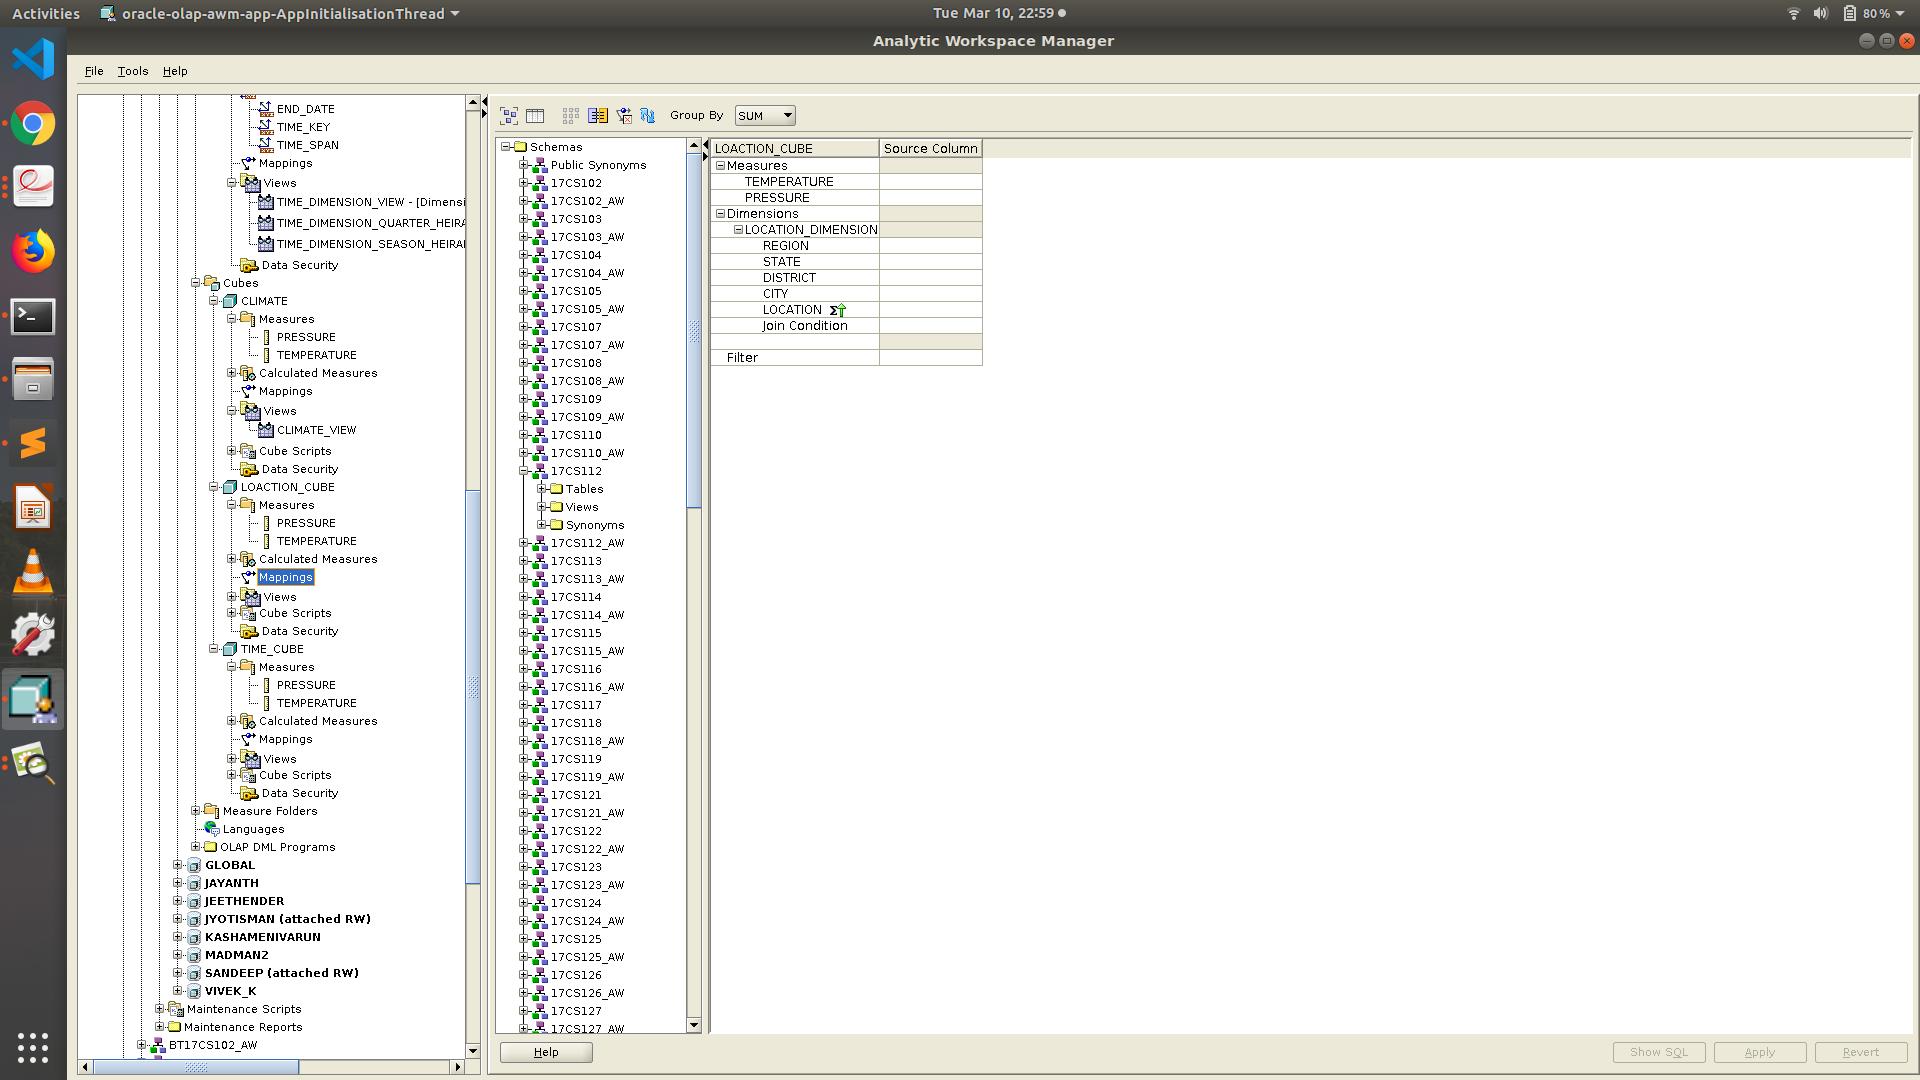 Activities
oracle-olap-awm-app-AppInitialisationThread
Tue Mar 10, 22:59
80 %
Analytic Workspace Manager
File Tools Help
END_DATE
TIME_KEY
TIME_SPAN
Mappings
Views
TIME_DIMENSION_VIEW - [Dimensi
TIME_DIMENSION_QUARTER_HEIRA
TIME_DIMENSION_SEASON_HEIRAI
Data Security
Cubes
CLIMATE
Measures
PRESSURE
TEMPERATURE
Calculated Measures
Mappings
Views
CLIMATE_VIEW
Cube Scripts
Data Security
LOACTION_CUBE
Measures
PRESSURE
TEMPERATURE
Calculated Measures
Mappings
Views
Cube Scripts
Data Security
TIME_CUBE
Measures
PRESSURE
TEMPERATURE
Calculated Measures
Mappings
Views
Cube Scripts
Data Security
Measure Folders
Languages
OLAP DML Programs
GLOBAL
JAYANTH
JEETHENDER
JYOTISMAN (attached RW)
KASHAMENIVARUN
MADMAN2
SANDEEP (attached RW)
VIVEK_K
Maintenance Scripts
Maintenance Reports
BT17CS102_AW
Group By SUM
Schemas
Public Synonyms
17CS102
17CS102_AW
17CS103
17CS103_AW
17CS104
17CS104_AW
17CS105
17CS105_AW
17CS107
17CS107_AW
17CS108
17CS108_AW
17CS109
17CS109_AW
17CS110
17CS110_AW
17CS112
Tables
Views
Synonyms
17CS112_AW
17CS113
17CS113_AW
17CS114
17CS114_AW
17CS115
17CS115_AW
17CS116
17CS116_AW
17CS117
17CS118
17CS118_AW
17CS119
17CS119_AW
17CS121
17CS121_AW
17CS122
17CS122_AW
17CS123
17CS123_AW
17CS124
17CS124_AW
17CS125
17CS125_AW
17CS126
17CS126_AW
17CS127
17CS127_AW
LOACTION_CUBE Source Column
Measures
TEMPERATURE
PRESSURE
Dimensions
LOCATION_DIMENSION
REGION
STATE
DISTRICT
CITY
LOCATION Σ
Join Condition
Filter
Help
Show SQL
Apply
Revert